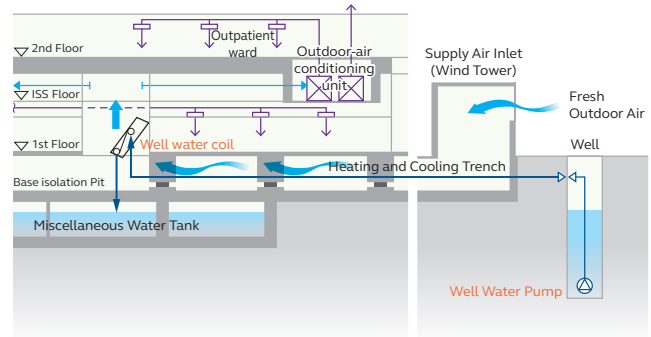 Outpatient
ward
2nd Floor
Outdoor-air
conditioning
unit
Supply Air Inlet
(Wind Tower)
ISS Floor
Fresh
Outdoor Air
1st Floor
Well water coil
Well
Heating and Cooling Trench
Base isolation Pit
Miscellaneous Water Tank
Well Water Pump